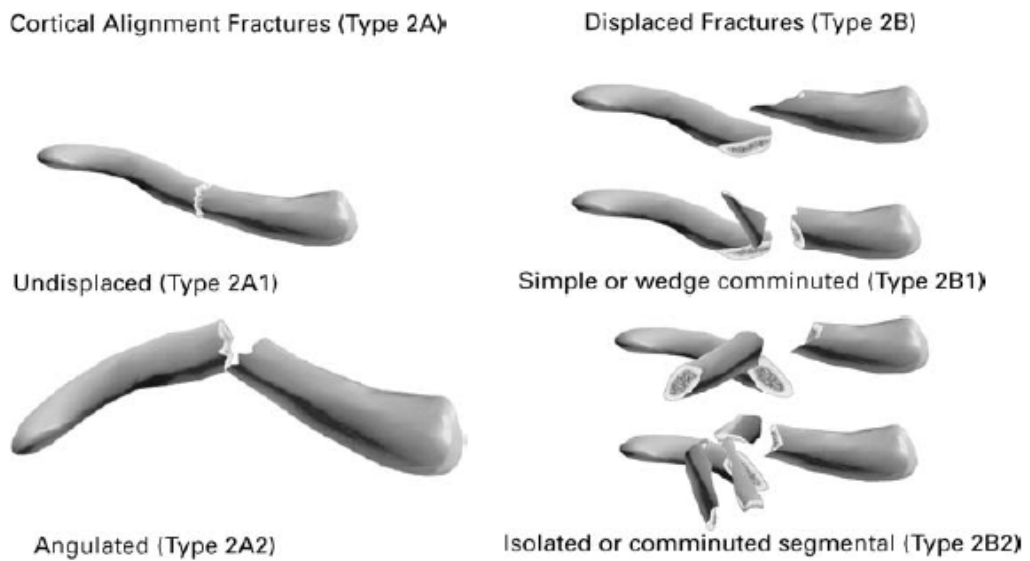 Cortical Alignment Fractures (Type 2A)
Displaced Fractures (Type 2B)
Undisplaced (Type 2A1)
Simple or wedge comminuted (Type 2B1)
Angulated (Type 2A2)
Isolated or comminuted segmental (Type 2B2)